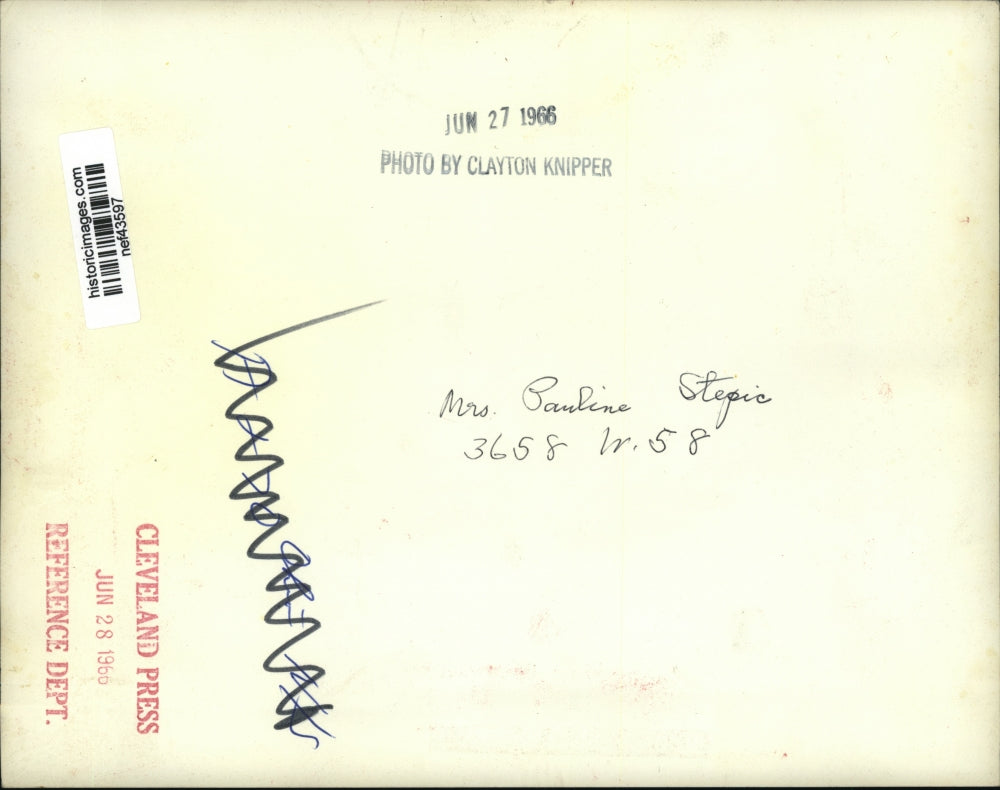 JUN 27 1966
PHOTO BY CLAYTON KNIPPER
historicimages.com
nef43597
Mrs. Pauline Stepic
3658 W. 58
CLEVELAND PRESS
JUN 28 1966
REFERENCE DEPT.